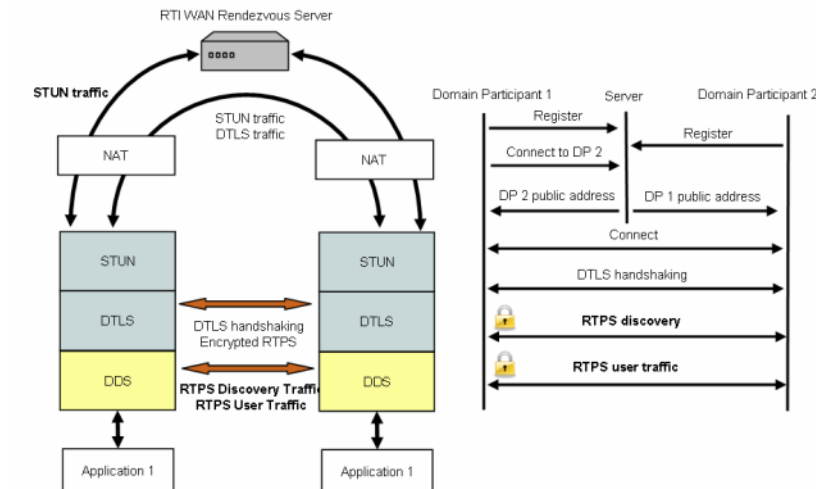 RTI WAN Rendezvous Server
STUN traffic
STUN traffic
DTLS traffic
NAT
NAT
STUN
STUN
DTLS
DTLS
DTLS handshaking
Encrypted RTPS
DDS
DDS
RTPS Discovery Traffic
RTPS User Traffic
Application 1
Application 1
Domain Participant 1
Server
Domain Participant 2
Register
Register
Connect to DP 2
DP 2 public address
DP 1 public address
Connect
DTLS handshaking
RTPS discovery
RTPS user traffic